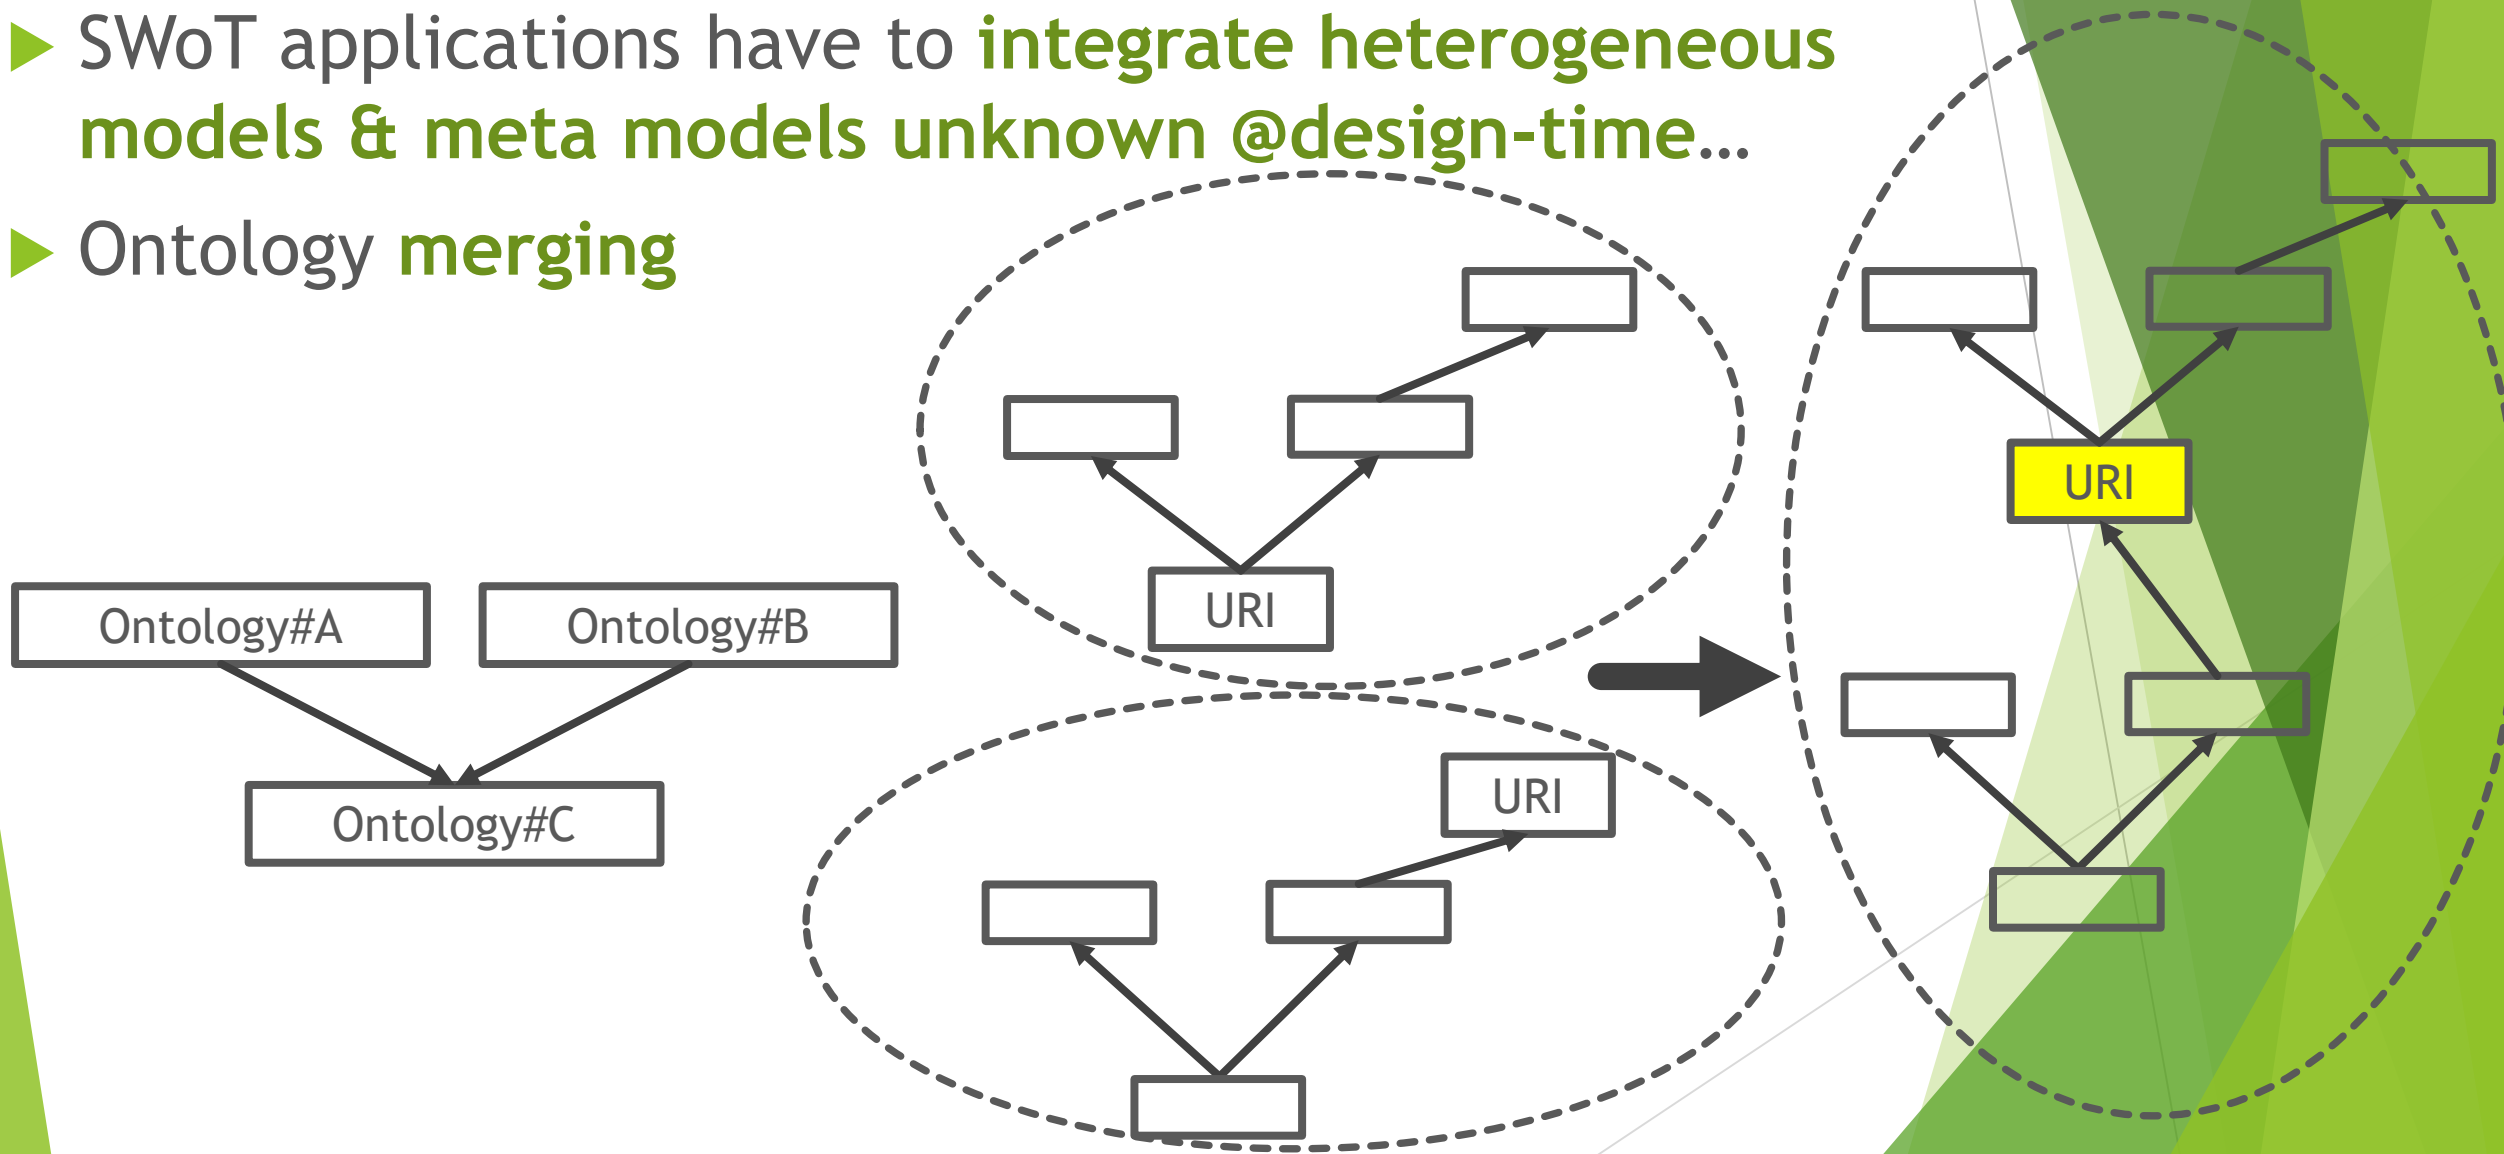 SWoT applications have to integrate heterogeneous
models & meta models unknown @design-time...
Ontology merging
URI
URI
Ontology#A
Ontology#B
URI
Ontology#C